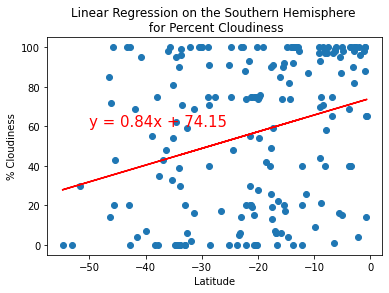 Linear Regression on the Southern Hemisphere
for Percent Cloudiness
100
80
60
40
20
0
% Cloudiness
y = 0.84x + 74.15
−50
−40
−30
−20
−10
0
Latitude